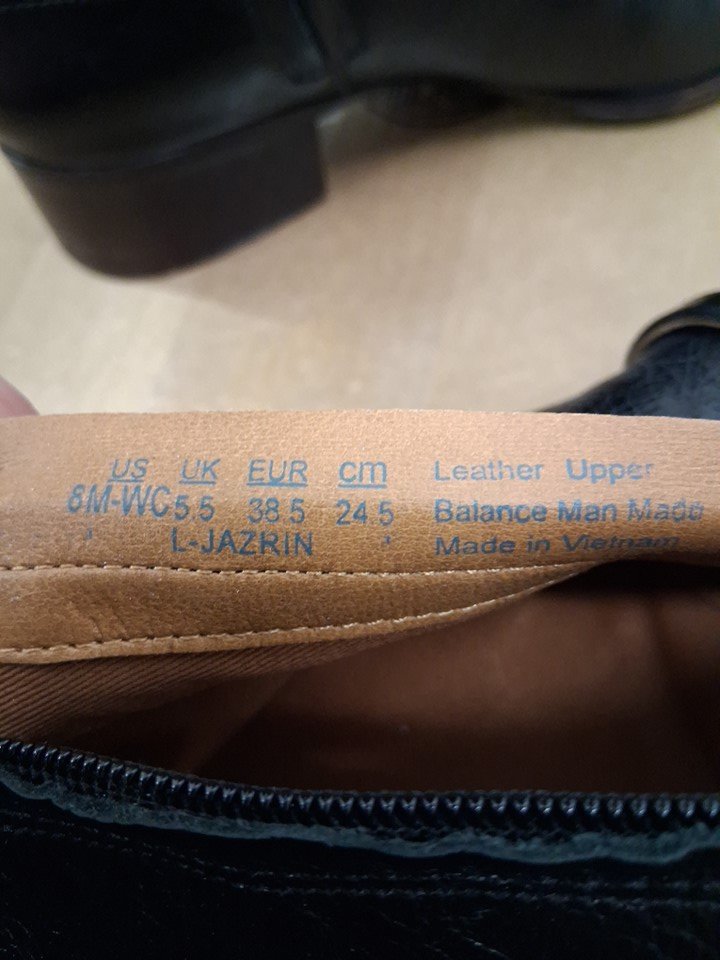 US UK EUR cm Leather Upper
8M-WC 5.5 38.5 24.5 Balance Man Made
L-JAZRIN Made in Vietnam